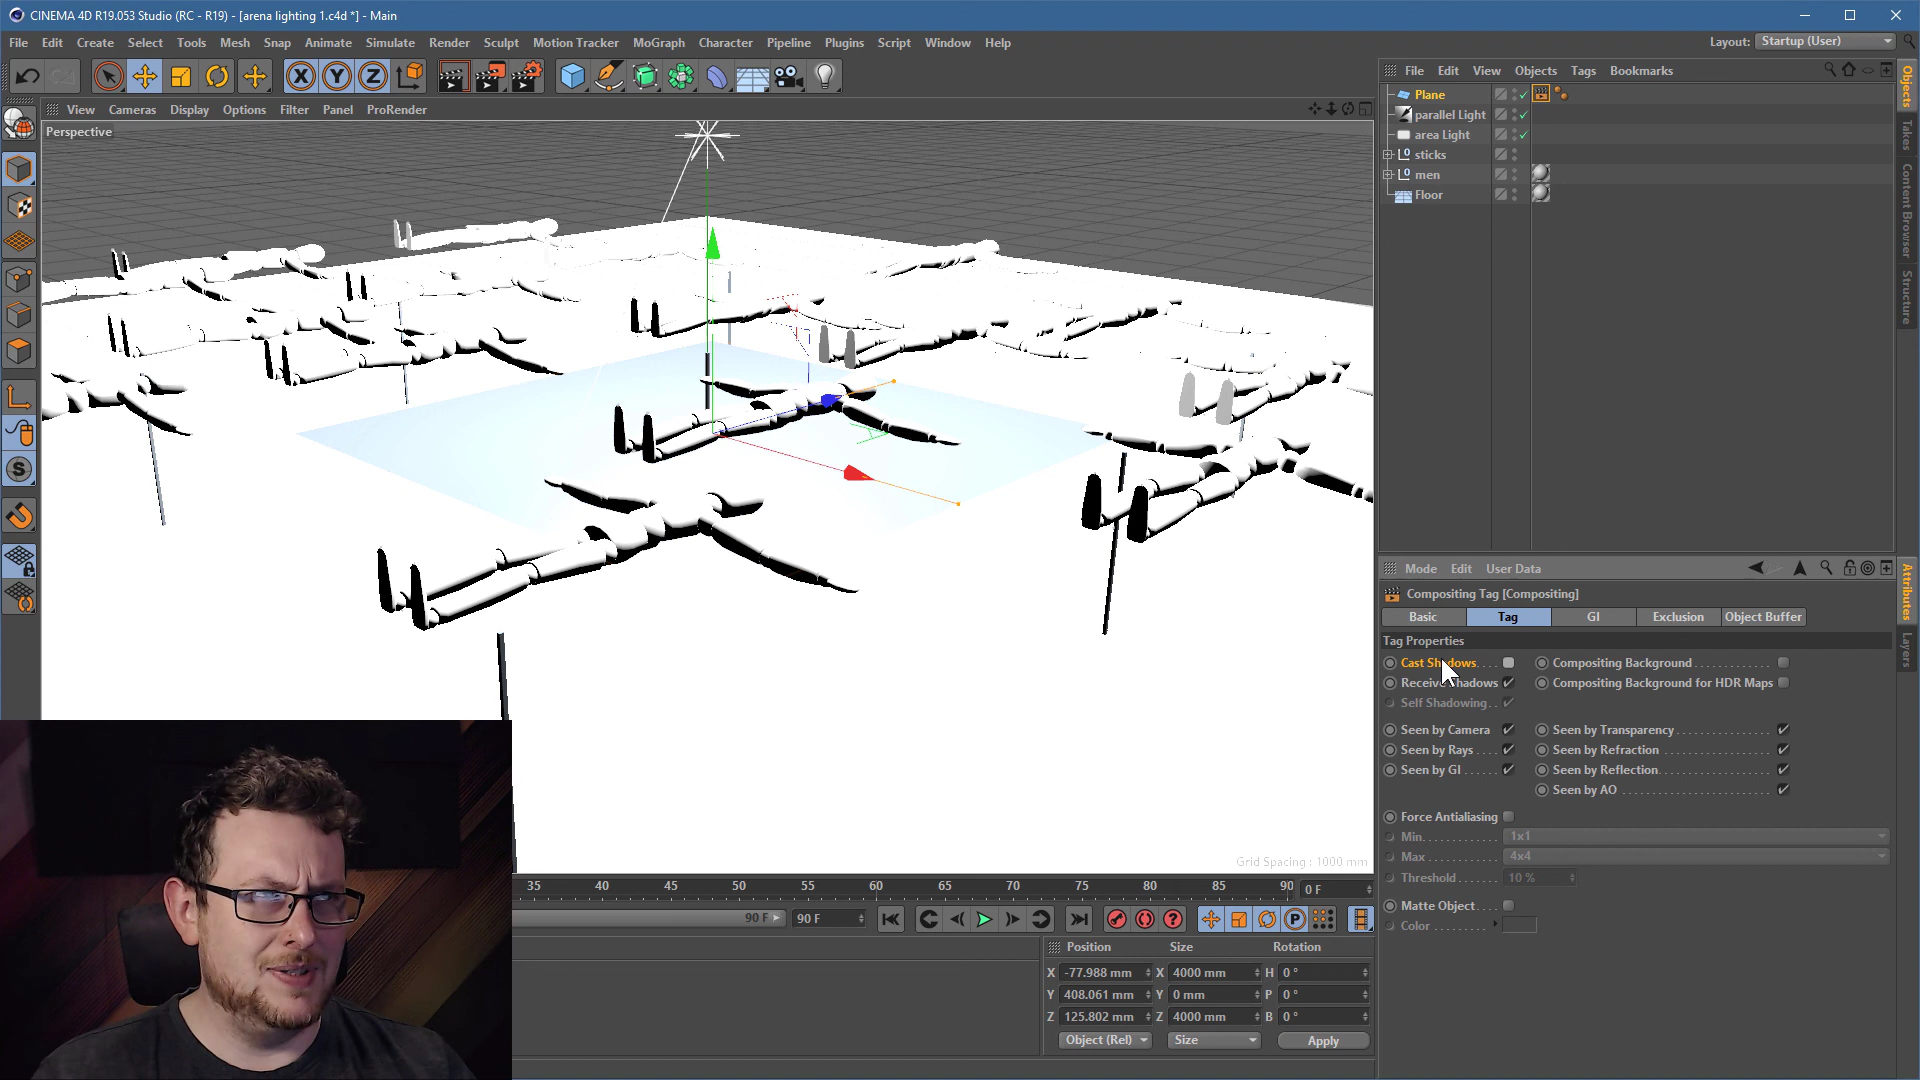 CINEMA 4D R19.053 Studio (RC - R19) - [arena lighting 1.c4d *] - Main
File Edit Create Select Tools Mesh Snap Animate Simulate Render Sculpt Motion Tracker MoGraph Character Pipeline Plugins Script Window Help
Layout: Startup (User)
X Y Z
File Edit View Objects Tags Bookmarks
View Cameras Display Options Filter Panel ProRender
Perspective
Plane
parallel Light
area Light
sticks
men
Floor
Objects
Takes
Content Browser
Structure
Mode Edit User Data
Compositing Tag [Compositing]
Basic Tag GI Exclusion Object Buffer
Tag Properties
Cast Shadows Compositing Background
Receive Shadows Compositing Background for HDR Maps
Self Shadowing
Seen by Camera Seen by Transparency
Seen by Rays Seen by Refraction
Seen by GI Seen by Reflection
Seen by AO
Force Antialiasing
Min 1x1
Max 4x4
Threshold 10 %
Matte Object
Color
Attributes
Layers
Grid Spacing : 1000 mm
35 40 45 50 55 60 65 70 75 80 85 90 0 F
90 F 90 F
Position Size Rotation
X -77.988 mm X 4000 mm H 0 °
Y 408.061 mm Y 0 mm P 0 °
Z 125.802 mm Z 4000 mm B 0 °
Object (Rel) Size Apply